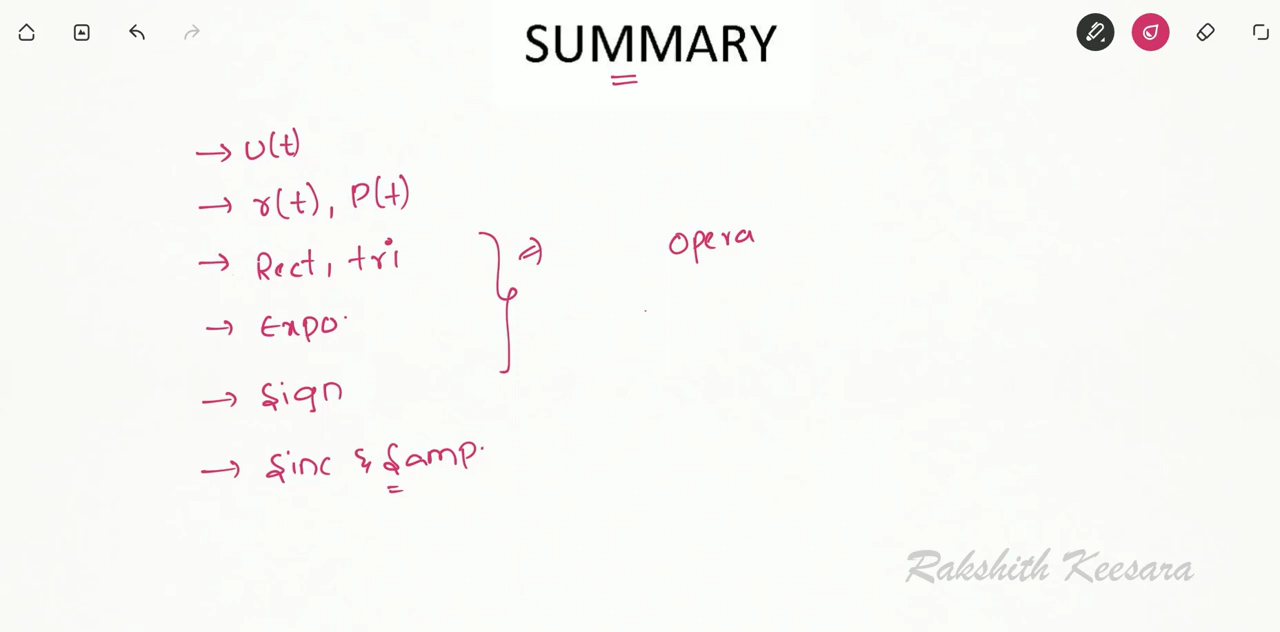 SUMMARY
→ U(t)
→ r(t), P(t)
→ Rect, tri
→ Expo.
→ Sign
→ Sinc & Samp.
⇒ Opera
Rakshith Keesara